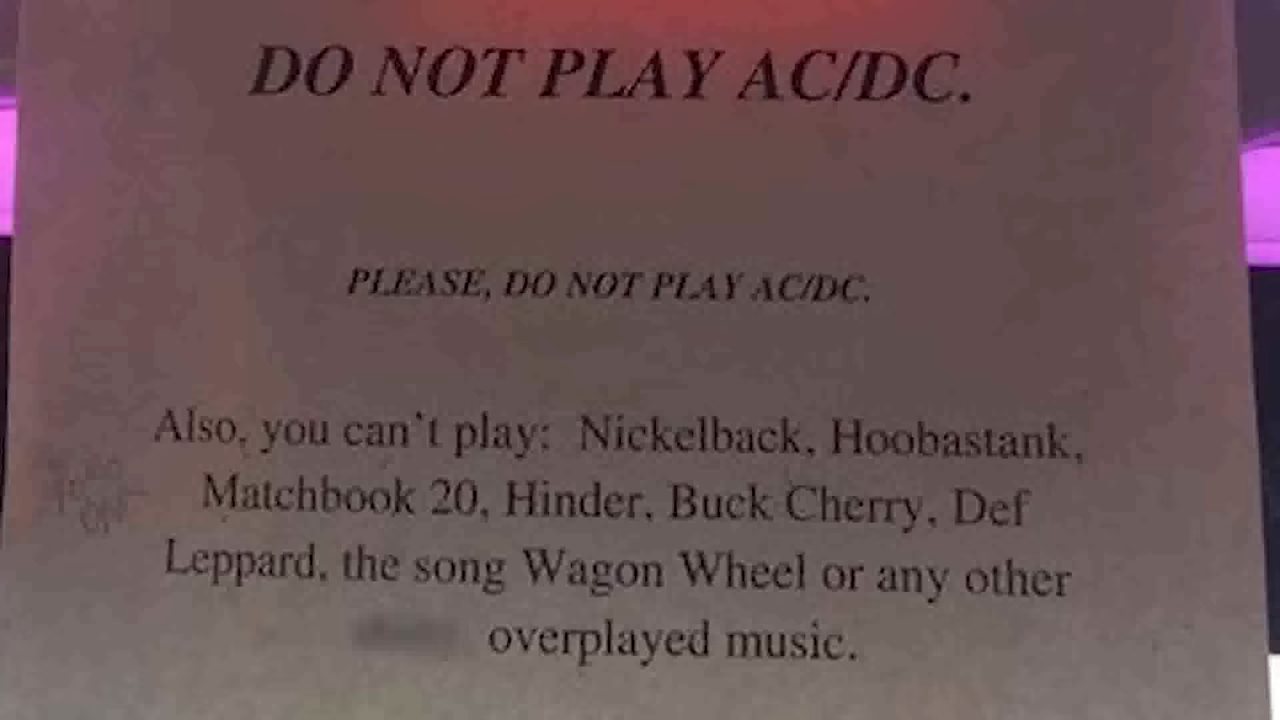 DO NOT PLAY AC/DC.
PLEASE, DO NOT PLAY AC/DC.
Also, you can't play: Nickelback, Hoobastank,
Matchbook 20, Hinder, Buck Cherry, Def
Leppard, the song Wagon Wheel or any other
overplayed music.